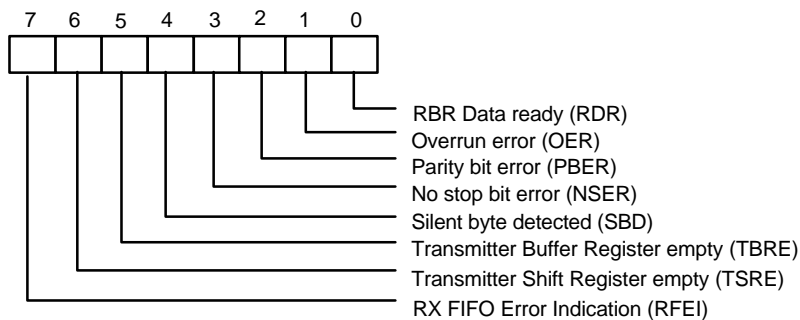 7 6 5 4 3 2 1 0
RBR Data ready (RDR)
Overrun error (OER)
Parity bit error (PBER)
No stop bit error (NSER)
Silent byte detected (SBD)
Transmitter Buffer Register empty (TBRE)
Transmitter Shift Register empty (TSRE)
RX FIFO Error Indication (RFEI)